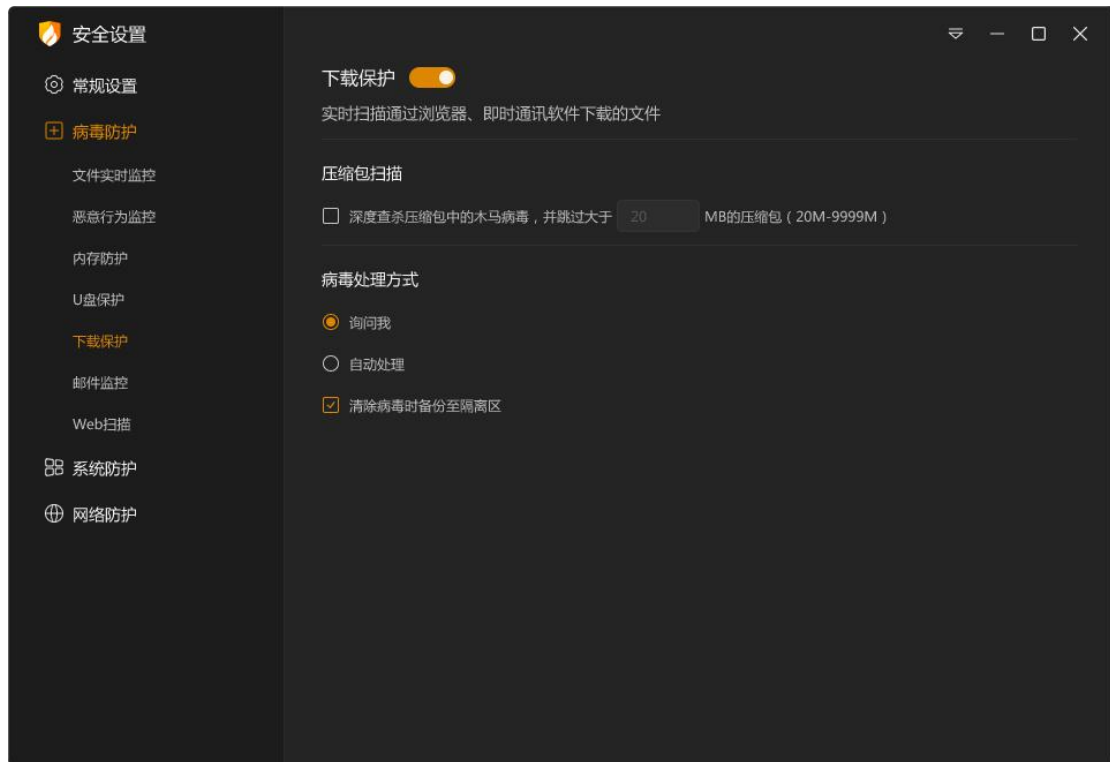 安全设置
常规设置
病毒防护
文件实时监控
恶意行为监控
内存防护
U盘保护
下载保护
邮件监控
Web扫描
系统防护
网络防护
下载保护
实时扫描通过浏览器、即时通讯软件下载的文件
压缩包扫描
深度查杀压缩包中的木马病毒，并跳过大于 20 MB的压缩包（20M-9999M）
病毒处理方式
询问我
自动处理
清除病毒时备份至隔离区